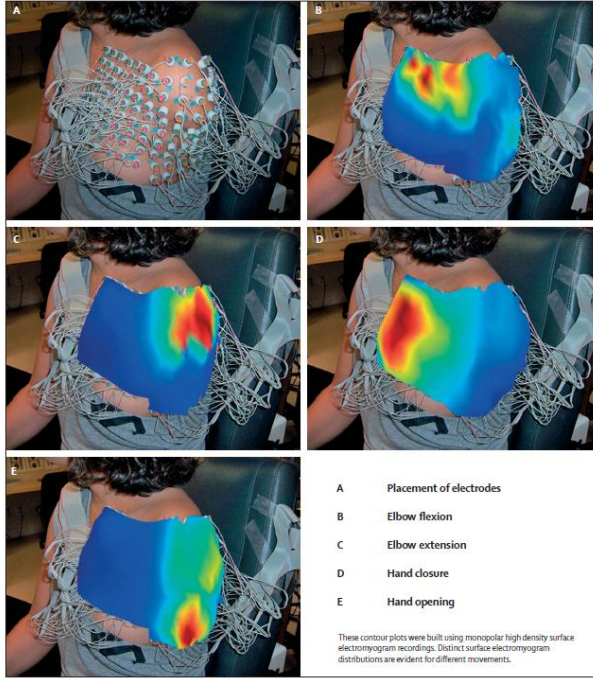 A
B
C
D
E
A Placement of electrodes
B Elbow flexion
C Elbow extension
D Hand closure
E Hand opening
These contour plots were built using monopolar high density surface
electromyogram recordings. Distinct surface electromyogram
distributions are evident for different movements.